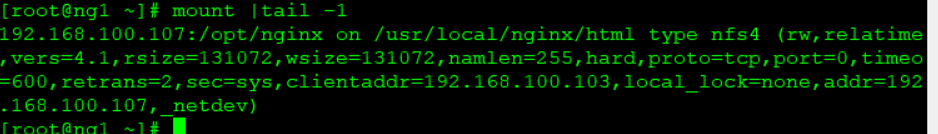 [root@ng1 ~]# mount |tail -1
192.168.100.107:/opt/nginx on /usr/local/nginx/html type nfs4 (rw,relatime
,vers=4.1,rsize=131072,wsize=131072,namlen=255,hard,proto=tcp,port=0,timeo
=600,retrans=2,sec=sys,clientaddr=192.168.100.103,local_lock=none,addr=192
.168.100.107,_netdev)
[root@ng1 ~]#